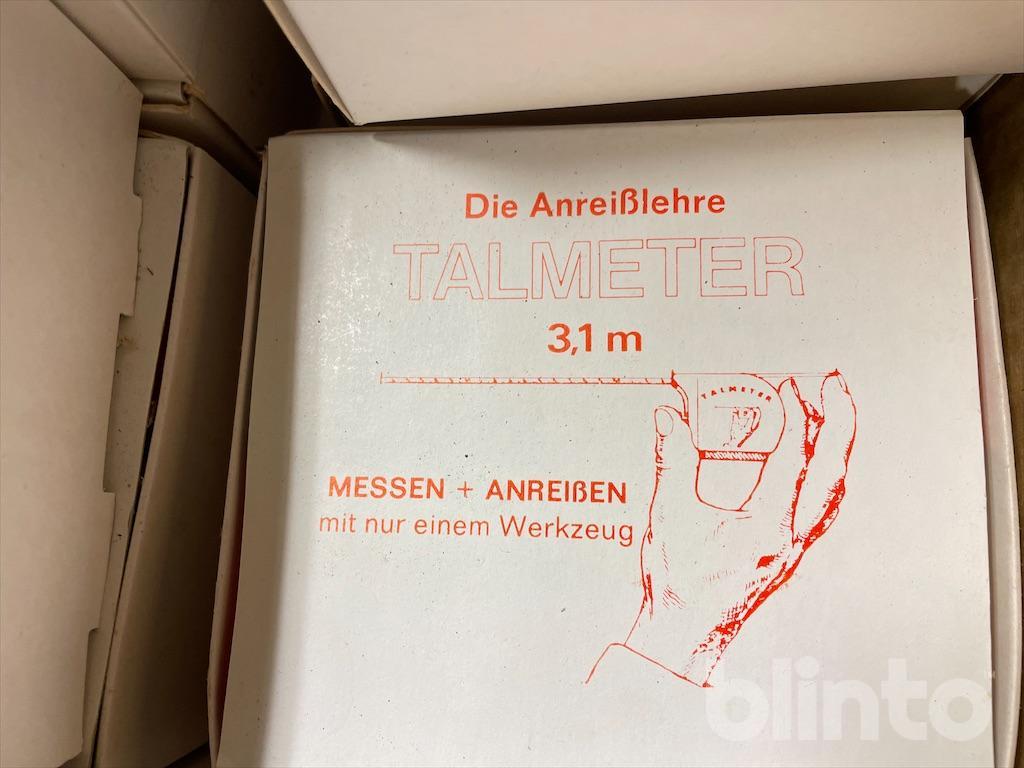 Die Anreißlehre
TALMETER
3,1 m
TALMETER
MESSEN + ANREIßEN
mit nur einem Werkzeug
blinto